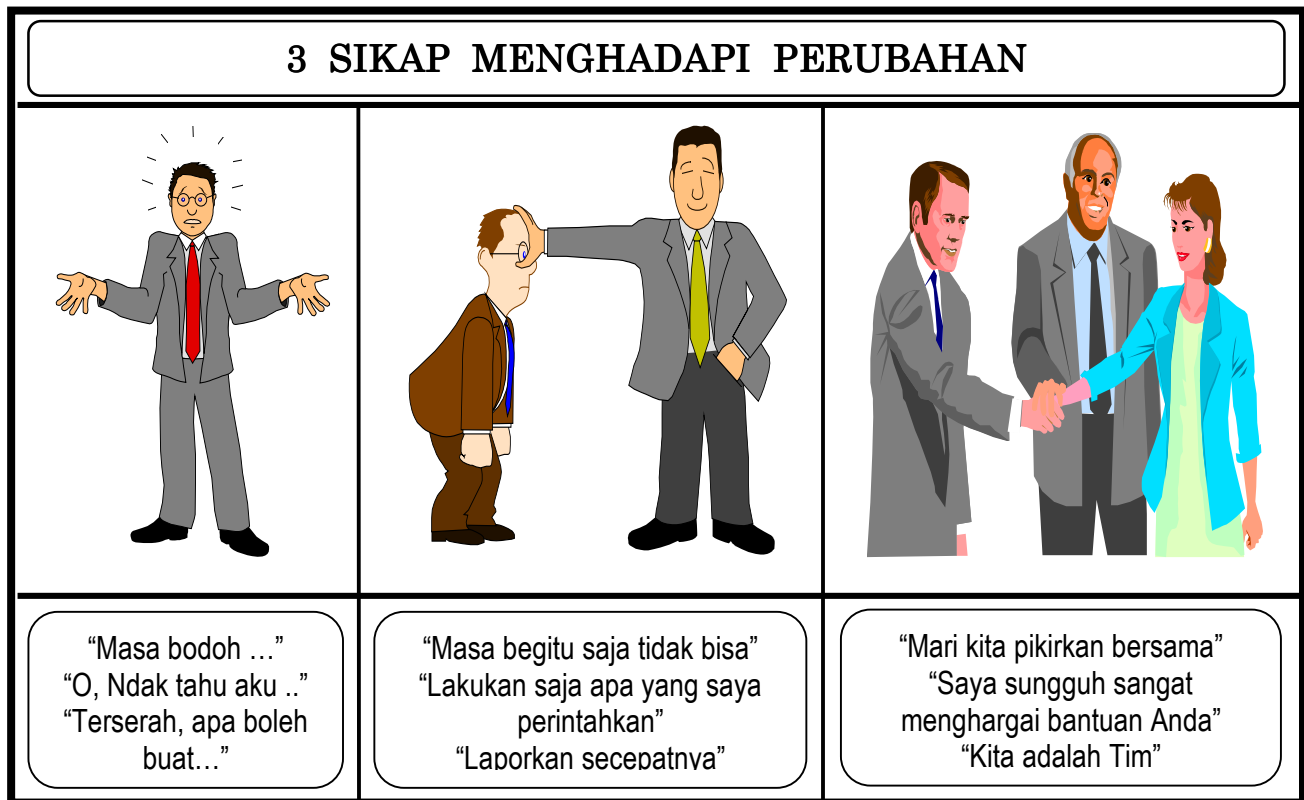 3 SIKAP MENGHADAPI PERUBAHAN
“Masa bodoh …”
“O, Ndak tahu aku ..”
“Terserah, apa boleh
buat…”
“Masa begitu saja tidak bisa”
“Lakukan saja apa yang saya
perintahkan”
“Laporkan secepatnya”
“Mari kita pikirkan bersama”
“Saya sungguh sangat
menghargai bantuan Anda”
“Kita adalah Tim”